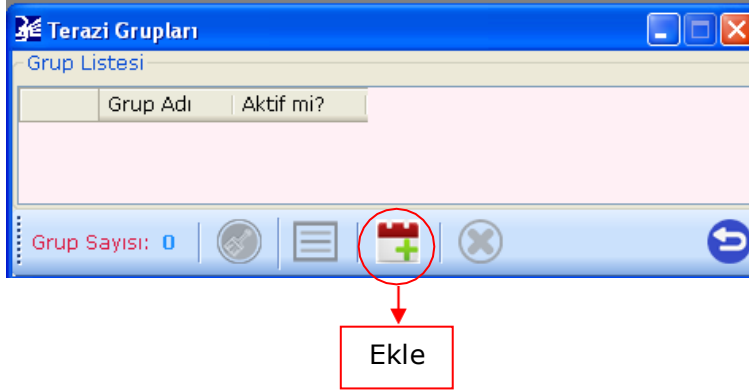 Terazi Grupları
Grup Listesi
Grup Adı Aktif mi?
Grup Sayısı: 0
Ekle